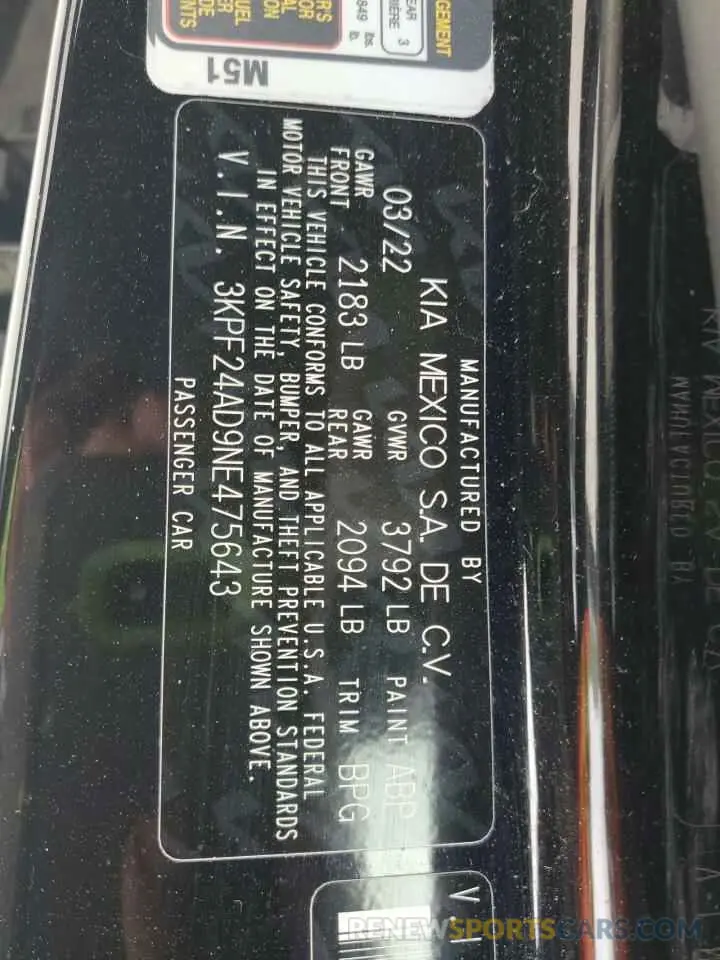 GEMENT
M51
MANUFACTURED BY
KIA MEXICO S.A. DE C.V.
03/22 GVWR 3792 LB PAINT ABP
GAWR FRONT 2183 LB GAWR REAR 2094 LB TRIM BPG
THIS VEHICLE CONFORMS TO ALL APPLICABLE U.S.A. FEDERAL
MOTOR VEHICLE SAFETY, BUMPER, AND THEFT PREVENTION STANDARDS
IN EFFECT ON THE DATE OF MANUFACTURE SHOWN ABOVE.
V.I.N. 3KPF24AD9NE475643
PASSENGER CAR
RENEWSPORTSCARS.COM